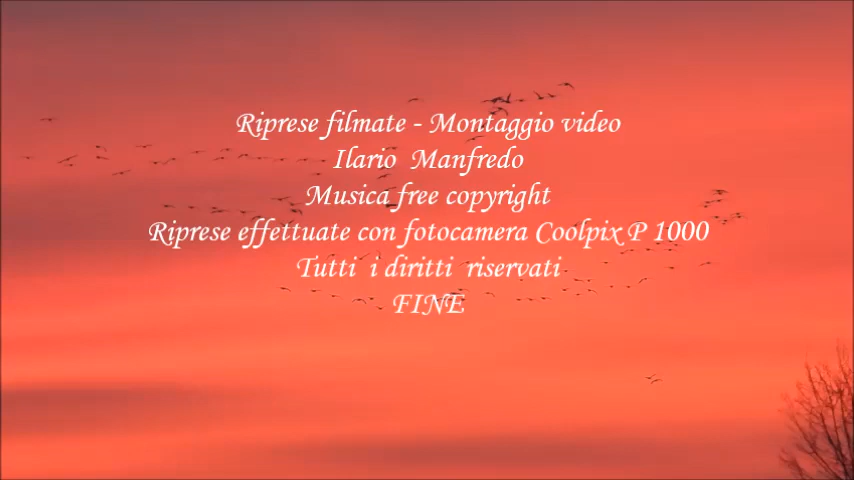 Riprese filmate - Montaggio video
Ilario Manfredo
Musica free copyright
Riprese effettuate con fotocamera Coolpix P 1000
Tutti i diritti riservati
FINE